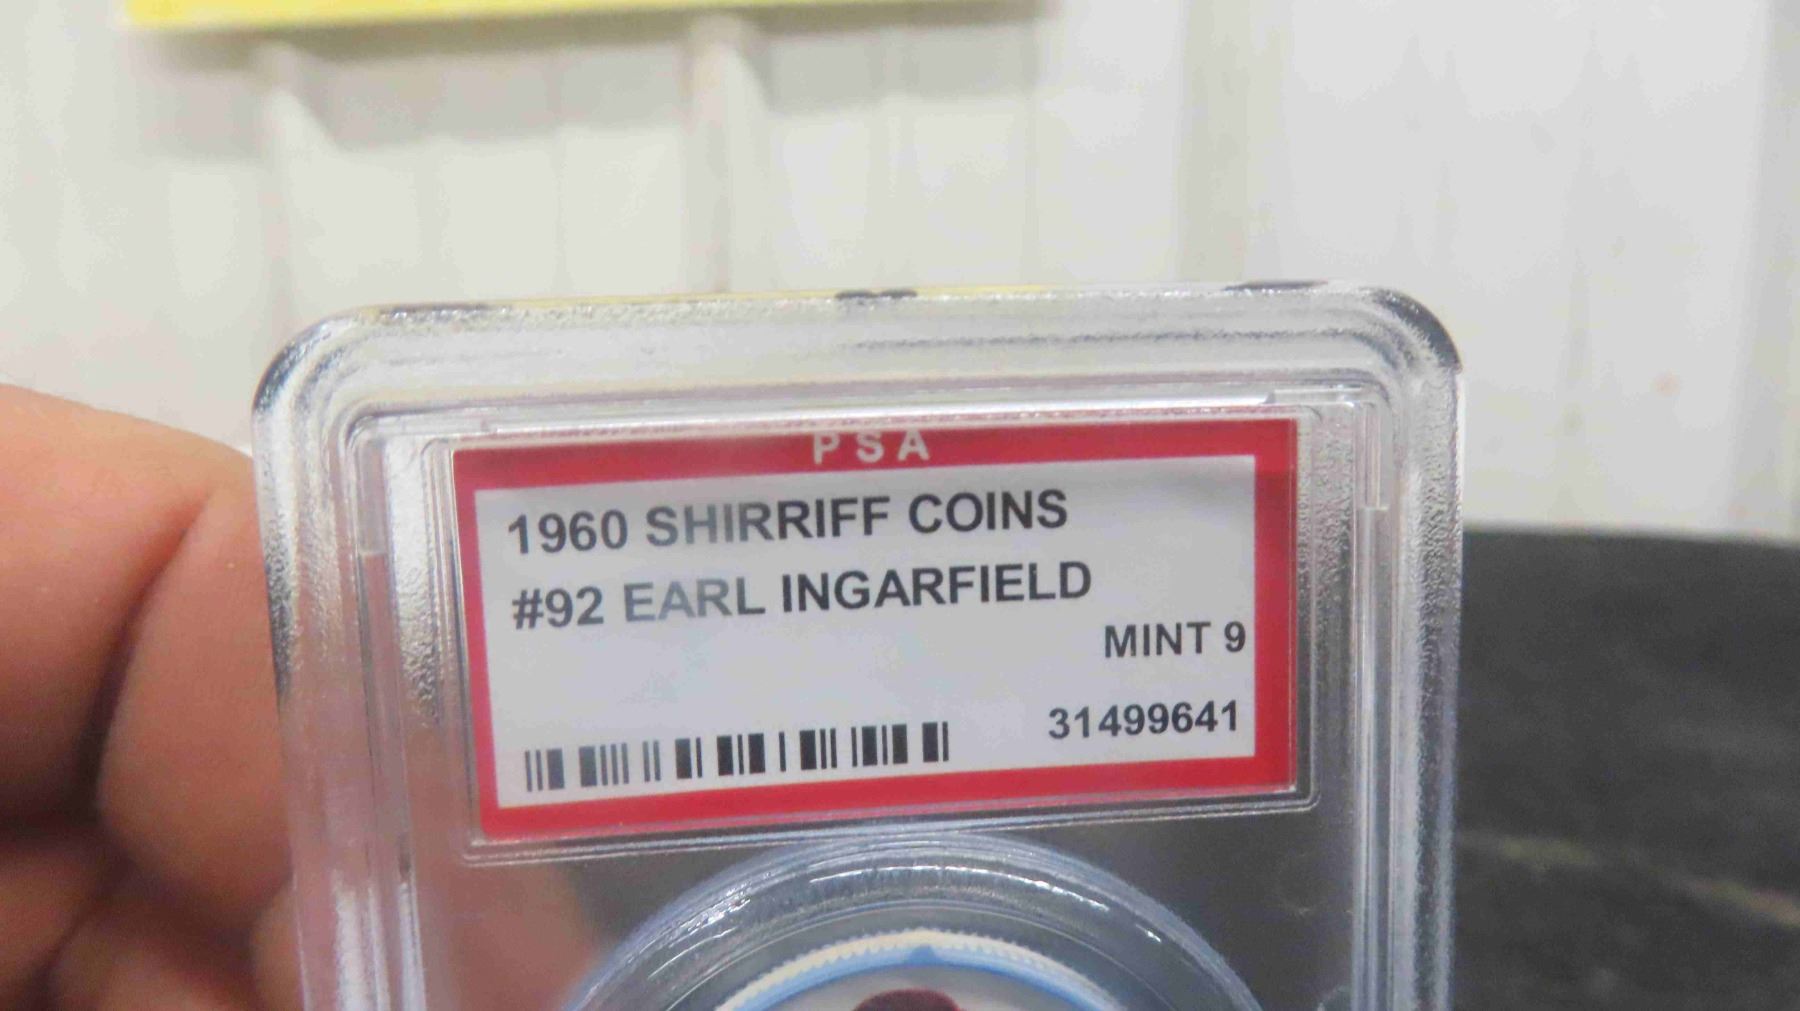 PSA
1960 SHIRRIFF COINS
#92 EARL INGARFIELD
MINT 9
31499641